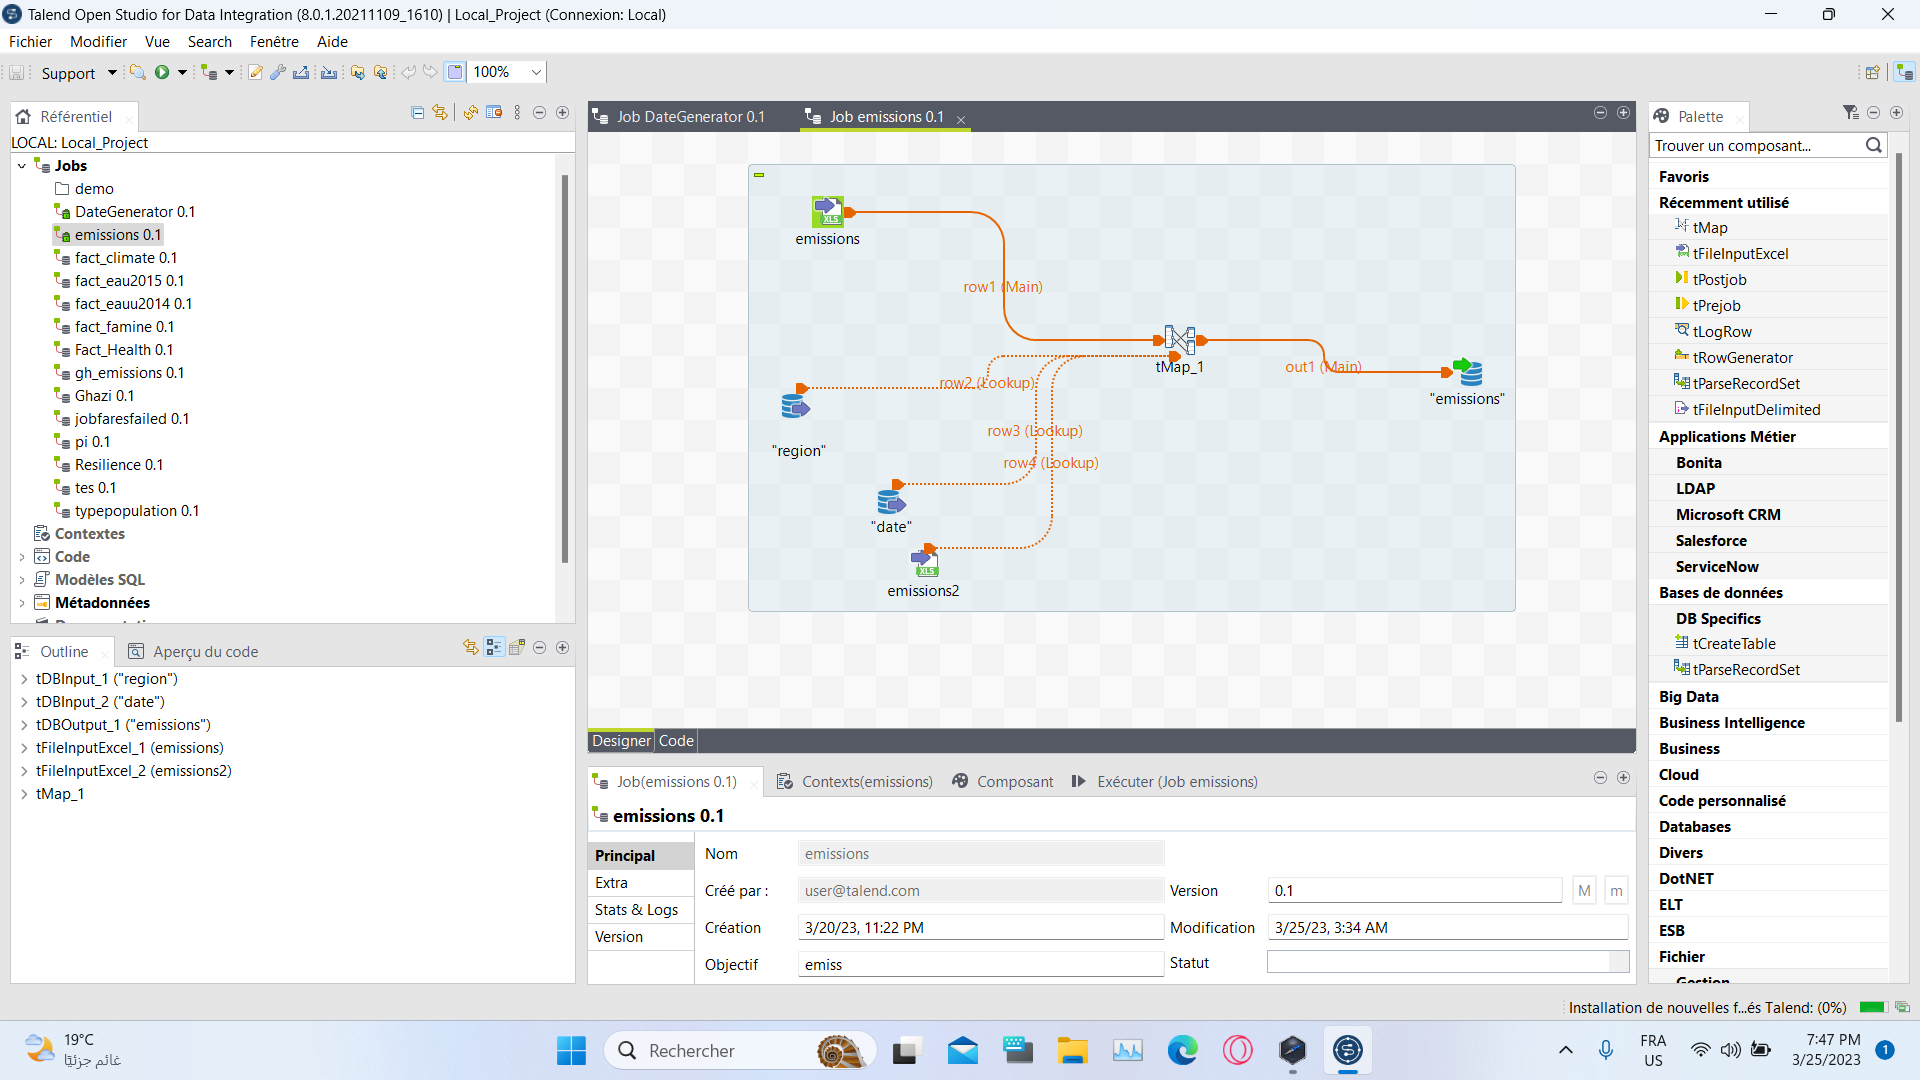 Talend Open Studio for Data Integration (8.0.1.20211109_1610) | Local_Project (Connexion: Local)
Fichier Modifier Vue Search Fenêtre Aide
Support 100%
Référentiel
LOCAL: Local_Project
Jobs
demo
DateGenerator 0.1
emissions 0.1
fact_climate 0.1
fact_eau2015 0.1
fact_eauu2014 0.1
fact_famine 0.1
Fact_Health 0.1
gh_emissions 0.1
Ghazi 0.1
jobfaresfailed 0.1
pi 0.1
Resilience 0.1
tes 0.1
typepopulation 0.1
Contextes
Code
Modèles SQL
Métadonnées
Outline Aperçu du code
tDBInput_1 ("region")
tDBInput_2 ("date")
tDBOutput_1 ("emissions")
tFileInputExcel_1 (emissions)
tFileInputExcel_2 (emissions2)
tMap_1
Job DateGenerator 0.1 Job emissions 0.1
XLS
emissions
row1 (Main)
tMap_1
out1 (Main)
"emissions"
row2 (Lookup)
"region"
row3 (Lookup)
row4 (Lookup)
"date"
XLS
emissions2
Designer Code
Job(emissions 0.1) Contexts(emissions) Composant Exécuter (Job emissions)
emissions 0.1
Principal
Extra
Stats & Logs
Version
Nom emissions
Créé par : user@talend.com Version 0.1 M m
Création 3/20/23, 11:22 PM Modification 3/25/23, 3:34 AM
Objectif emiss Statut
Palette
Trouver un composant...
Favoris
Récemment utilisé
tMap
tFileInputExcel
tPostjob
tPrejob
tLogRow
tRowGenerator
tParseRecordSet
tFileInputDelimited
Applications Métier
Bonita
LDAP
Microsoft CRM
Salesforce
ServiceNow
Bases de données
DB Specifics
tCreateTable
tParseRecordSet
Big Data
Business Intelligence
Business
Cloud
Code personnalisé
Databases
Divers
DotNET
ELT
ESB
Fichier
Gestion
Installation de nouvelles f...és Talend: (0%)
19°C
غائم جزئيًا
Rechercher
FRA
US
7:47 PM
3/25/2023
1